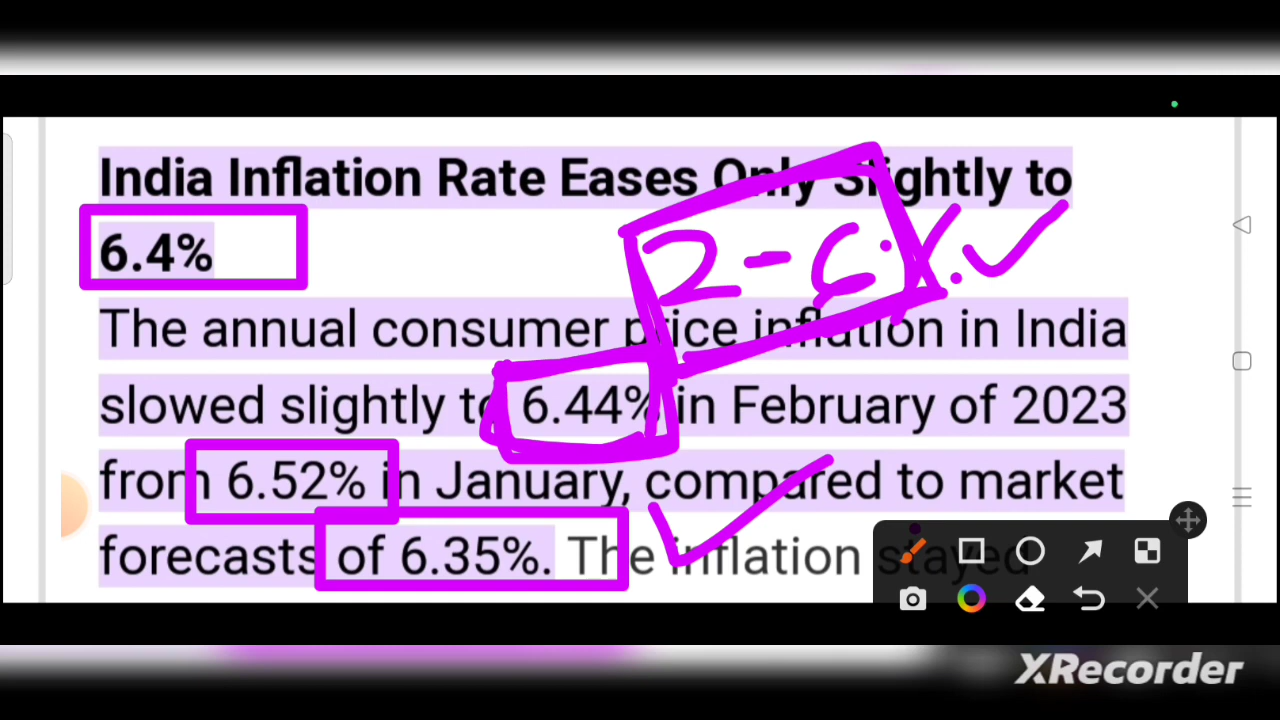 India Inflation Rate Eases Only Slightly to
6.4%
2-6%.
The annual consumer price inflation in India
slowed slightly to 6.44% in February of 2023
from 6.52% in January, compared to market
forecasts of 6.35%. The inflation stayed
XRecorder